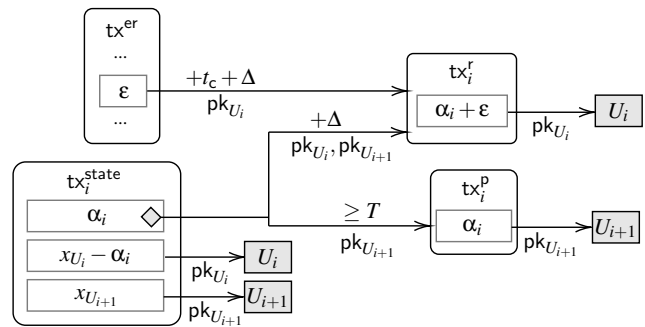 tx^er
...
ε
...
+t_c + Δ
pk_{U_i}
tx_i^r
α_i + ε
pk_{U_i}
U_i
+Δ
pk_{U_i}, pk_{U_{i+1}}
tx_i^state
α_i
x_{U_i} − α_i
pk_{U_i}
U_i
x_{U_{i+1}}
pk_{U_{i+1}}
U_{i+1}
≥ T
pk_{U_{i+1}}
tx_i^p
α_i
pk_{U_{i+1}}
U_{i+1}